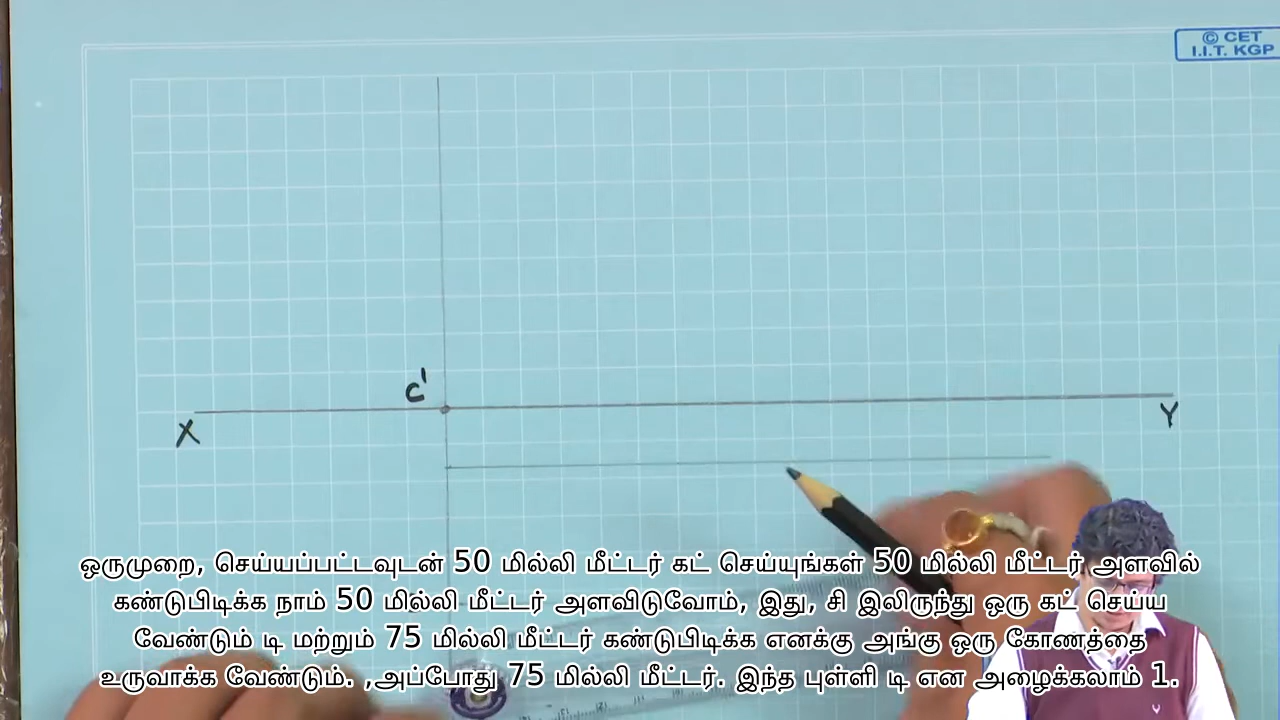 © CET
I.I.T. KGP
C'
X
Y
ஒருமுறை, செய்யப்பட்டவுடன் 50 மில்லி மீட்டர் கட் செய்யுங்கள் 50 மில்லி மீட்டர் அளவில்
கண்டுபிடிக்க நாம் 50 மில்லி மீட்டர் அளவிடுவோம், இது, சி இலிருந்து ஒரு கட் செய்ய
வேண்டும் டி மற்றும் 75 மில்லி மீட்டர் கண்டுபிடிக்க எனக்கு அங்கு ஒரு கோணத்தை
உருவாக்க வேண்டும். ,அப்போது 75 மில்லி மீட்டர். இந்த புள்ளி டி என அழைக்கலாம் 1.